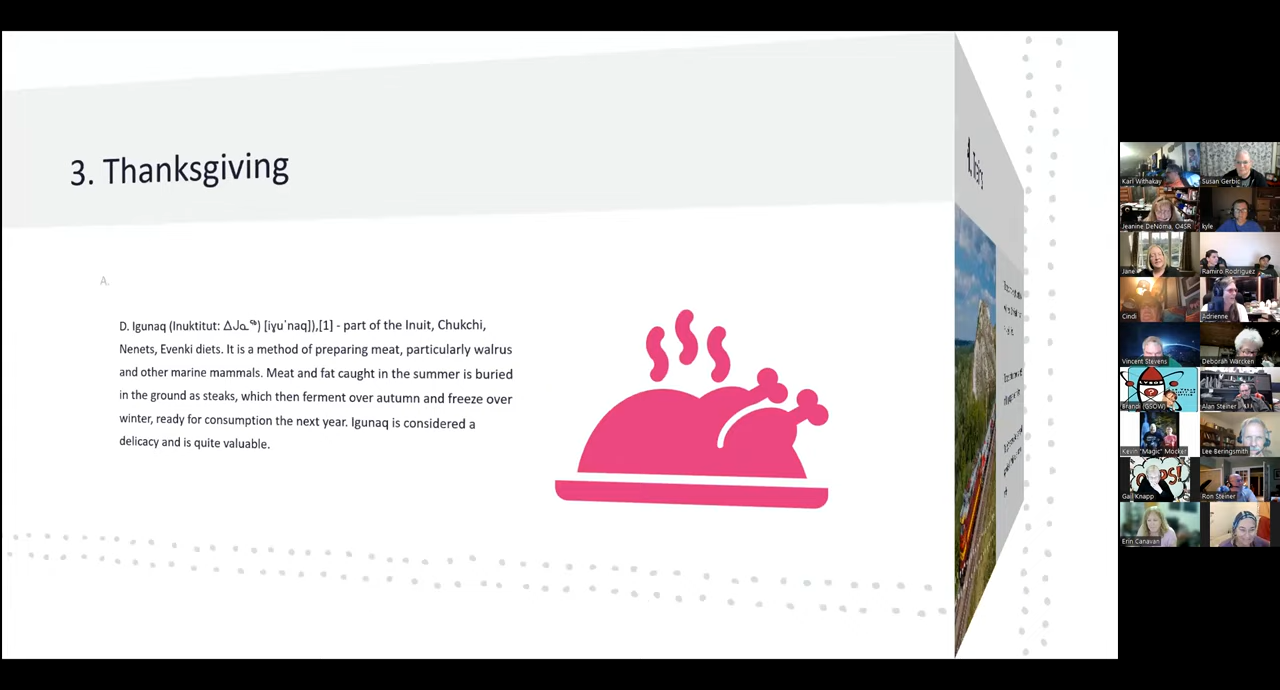 3. Thanksgiving
A.
D. Igunaq (Inuktitut: ᐃᒍᓇᖅ) [iɣuˈnaq]),[1] - part of the Inuit, Chukchi,
Nenets, Evenki diets. It is a method of preparing meat, particularly walrus
and other marine mammals. Meat and fat caught in the summer is buried
in the ground as steaks, which then ferment over autumn and freeze over
winter, ready for consumption the next year. Igunaq is considered a
delicacy and is quite valuable.
Karl Withakay
Susan Gerbic
Jeanine DeNoma, O4SR
kyle
Jane
Ramiro Rodriguez
Cindi
Adrienne
Vincent Stevens
Deborah Warcken
Brandi (GSOW)
Alan Steiner
Kevin "Magic" Mocker
Lee Beringsmith
Gail Knapp
Ron Steiner
Erin Canavan